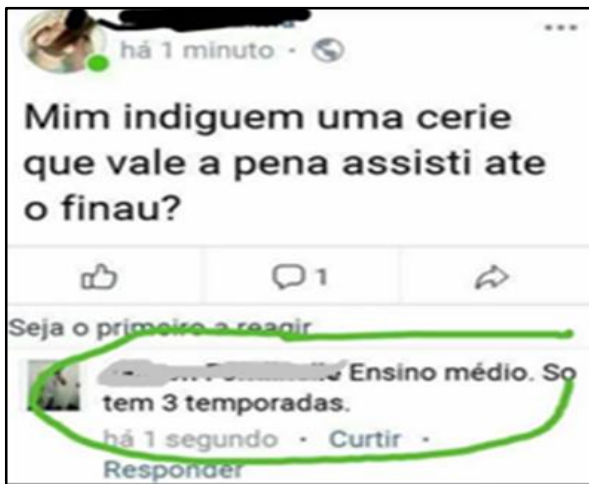 há 1 minuto ·
Mim indiguem uma cerie
que vale a pena assisti ate
o finau?
1
Seja o primeiro a reagir
Ensino médio. So
tem 3 temporadas.
há 1 segundo · Curtir ·
Responder